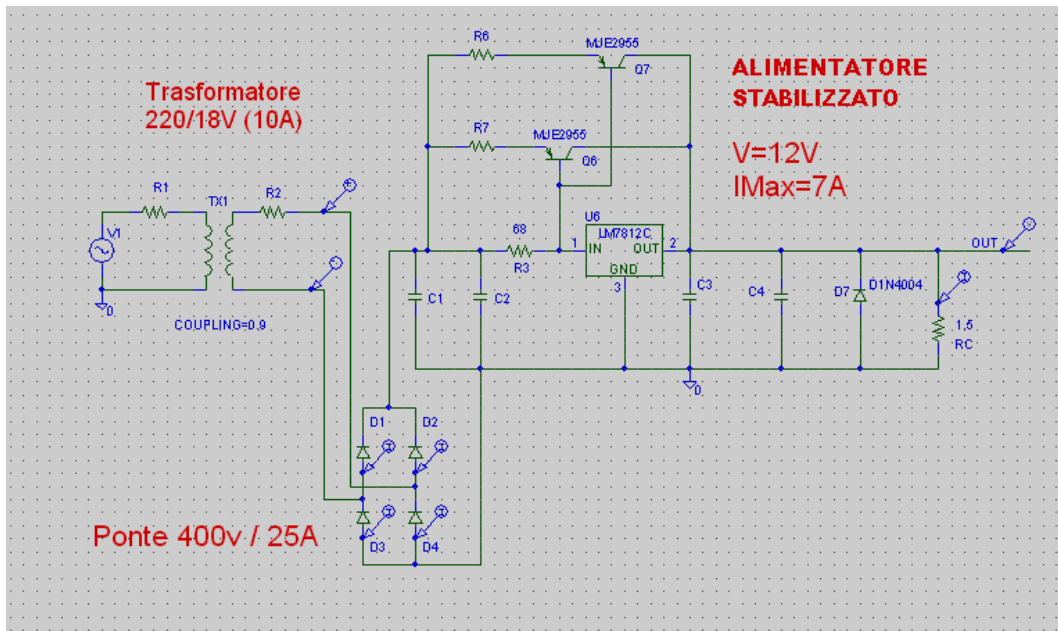 R6
MJE2955
Q7
ALIMENTATORE
STABILIZZATO
Trasformatore
220/18V (10A)
R7
MJE2955
Q6
V=12V
IMax=7A
R1
TX1
R2
V1
68
R3
U6
LM7812C
1
IN
OUT
2
GND
3
OUT
C1
C2
C3
C4
D7
D1N4004
1,5
RC
0
COUPLING=0.9
0
D1
D2
Ponte 400v / 25A
D3
D4